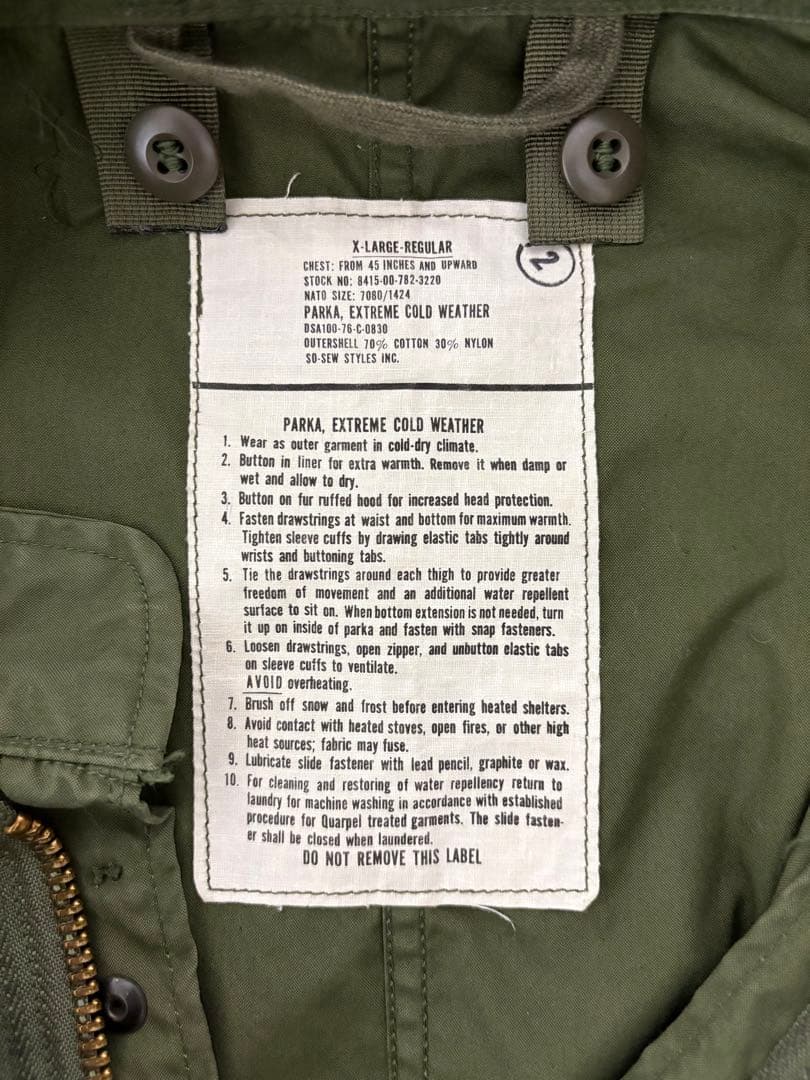 X-LARGE-REGULAR
CHEST: FROM 45 INCHES AND UPWARD
STOCK NO: 8415-00-782-3220
NATO SIZE: 7080/1424
PARKA, EXTREME COLD WEATHER
DSA100-76-C-0830
OUTERSHELL 70% COTTON 30% NYLON
SO-SEW STYLES INC.
2
PARKA, EXTREME COLD WEATHER
1. Wear as outer garment in cold-dry climate.
2. Button in liner for extra warmth. Remove it when damp or
wet and allow to dry.
3. Button on fur ruffed hood for increased head protection.
4. Fasten drawstrings at waist and bottom for maximum warmth.
Tighten sleeve cuffs by drawing elastic tabs tightly around
wrists and buttoning tabs.
5. Tie the drawstrings around each thigh to provide greater
freedom of movement and an additional water repellent
surface to sit on. When bottom extension is not needed, turn
it up on inside of parka and fasten with snap fasteners.
6. Loosen drawstrings, open zipper, and unbutton elastic tabs
on sleeve cuffs to ventilate.
AVOID overheating.
7. Brush off snow and frost before entering heated shelters.
8. Avoid contact with heated stoves, open fires, or other high
heat sources; fabric may fuse.
9. Lubricate slide fastener with lead pencil, graphite or wax.
10. For cleaning and restoring of water repellency return to
laundry for machine washing in accordance with established
procedure for Quarpel treated garments. The slide fasten-
er shall be closed when laundered.
DO NOT REMOVE THIS LABEL